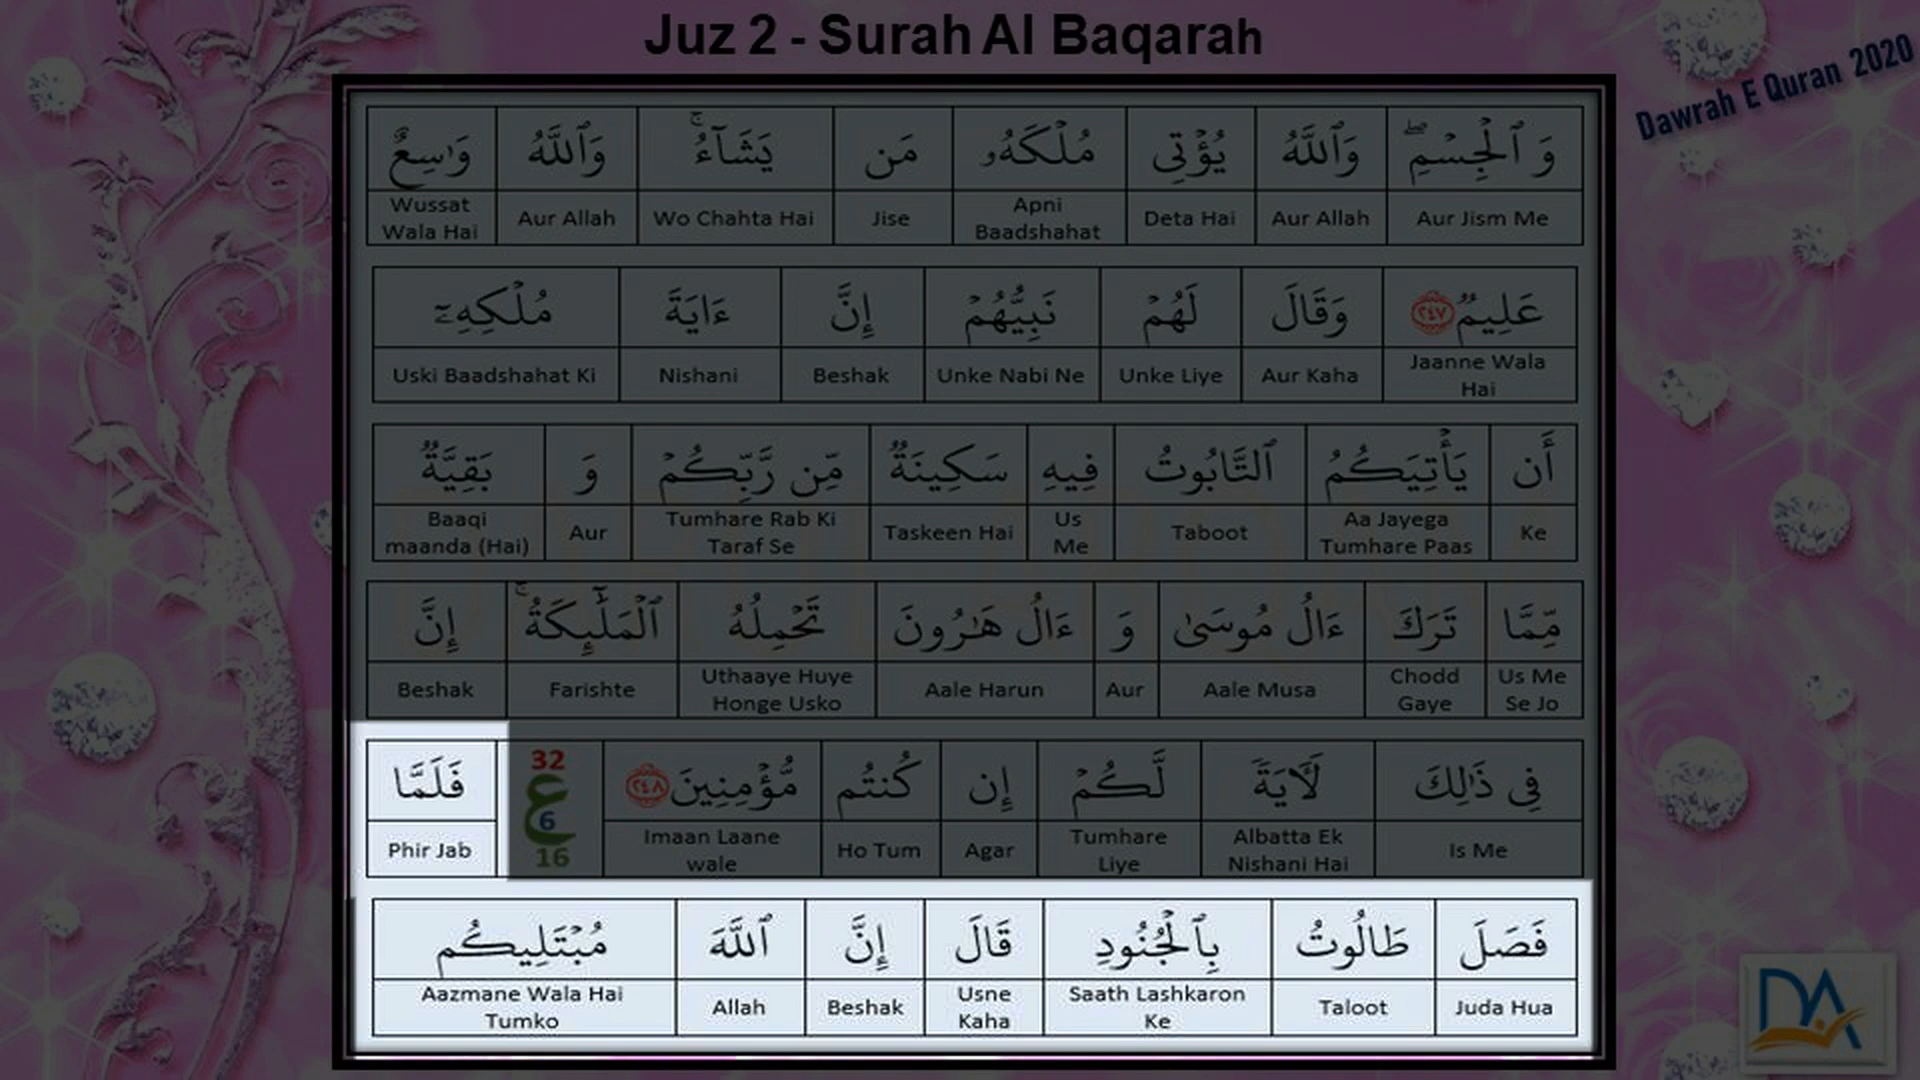 Juz 2 - Surah Al Baqarah
Dawrah E Quran 2020
وَ ٱلْجِسْمِ ۖ وَٱللَّهُ يُؤْتِى مُلْكَهُۥ مَن يَشَآءُ ۚ وَٱللَّهُ وَٰسِعٌ
Aur Jism Me Aur Allah Deta Hai Apni Baadshahat Jise Wo Chahta Hai Aur Allah Wussat Wala Hai
عَلِيمٌ ٢٤٧ وَقَالَ لَهُمْ نَبِيُّهُمْ إِنَّ ءَايَةَ مُلْكِهِۦٓ
Jaanne Wala Hai Aur Kaha Unke Liye Unke Nabi Ne Beshak Nishani Uski Baadshahat Ki
أَن يَأْتِيَكُمُ ٱلتَّابُوتُ فِيهِ سَكِينَةٌ مِّن رَّبِّكُمْ وَ بَقِيَّةٌ
Ke Aa Jayega Tumhare Paas Taboot Us Me Taskeen Hai Tumhare Rab Ki Taraf Se Aur Baaqi maanda (Hai)
مِّمَّا تَرَكَ ءَالُ مُوسَىٰ وَ ءَالُ هَٰرُونَ تَحْمِلُهُ ٱلْمَلَٰٓئِكَةُ ۚ إِنَّ
Us Me Se Jo Chodd Gaye Aale Musa Aur Aale Harun Uthaaye Huye Honge Usko Farishte Beshak
فِى ذَٰلِكَ لَـَٔايَةً لَّكُمْ إِن كُنتُم مُّؤْمِنِينَ ٢٤٨ 32 ع 6 16 فَلَمَّا
Is Me Albatta Ek Nishani Hai Tumhare Liye Agar Ho Tum Imaan Laane wale Phir Jab
فَصَلَ طَالُوتُ بِٱلْجُنُودِ قَالَ إِنَّ ٱللَّهَ مُبْتَلِيكُم
Juda Hua Taloot Saath Lashkaron Ke Usne Kaha Beshak Allah Aazmane Wala Hai Tumko
DA